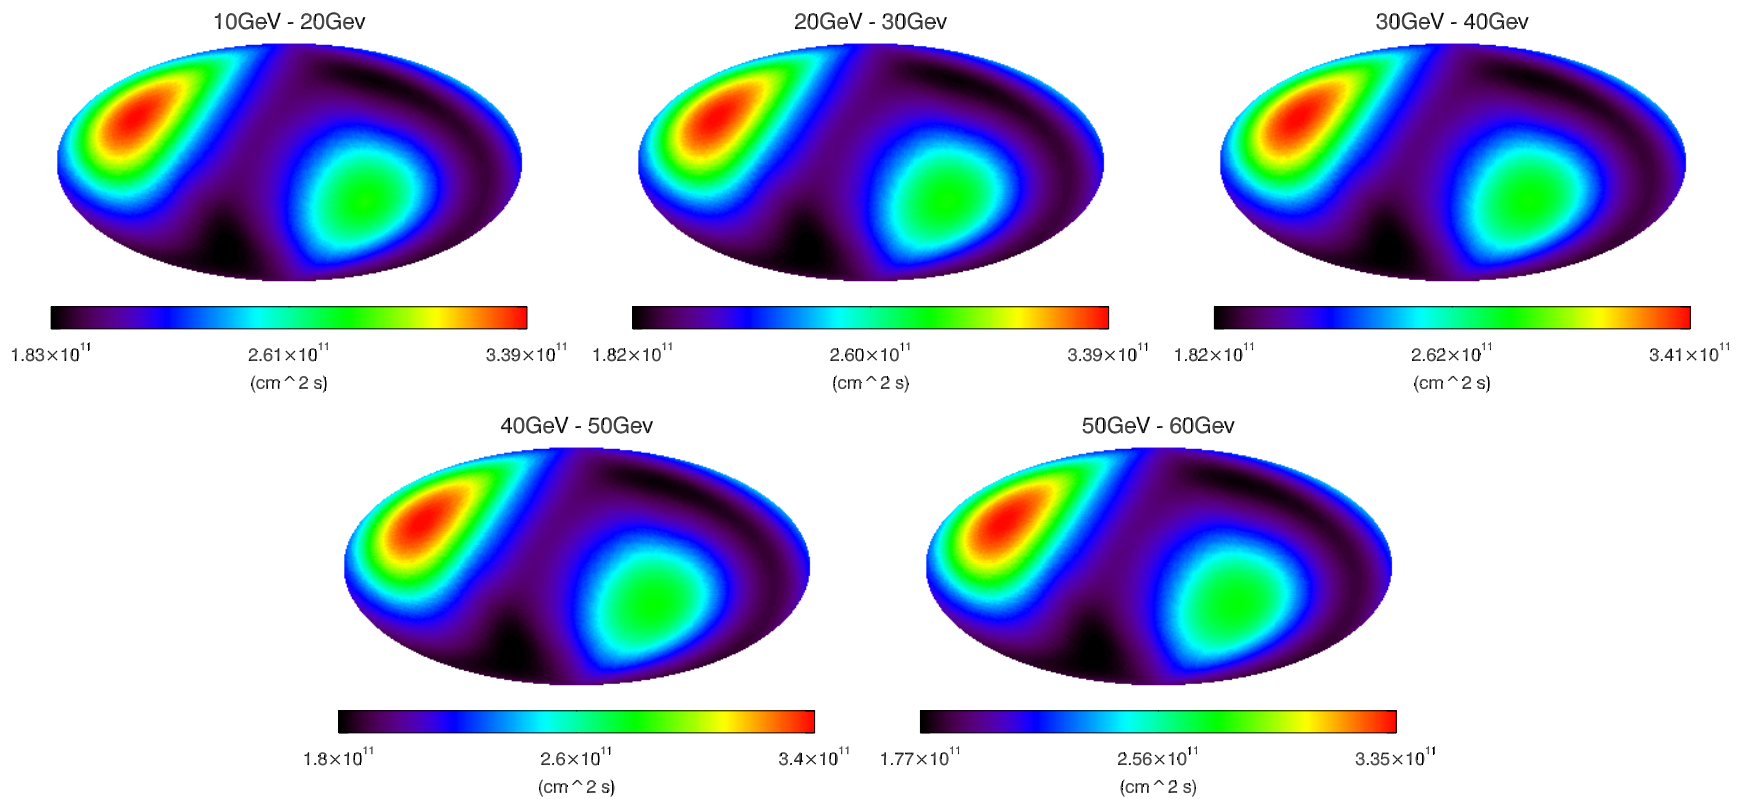 10GeV - 20Gev
20GeV - 30Gev
30GeV - 40Gev
1.83×10¹¹ 2.61×10¹¹ 3.39×10¹¹
1.82×10¹¹ 2.60×10¹¹ 3.39×10¹¹
1.82×10¹¹ 2.62×10¹¹ 3.41×10¹¹
(cm^2 s)
(cm^2 s)
(cm^2 s)
40GeV - 50Gev
50GeV - 60Gev
1.8×10¹¹ 2.6×10¹¹ 3.4×10¹¹
1.77×10¹¹ 2.56×10¹¹ 3.35×10¹¹
(cm^2 s)
(cm^2 s)